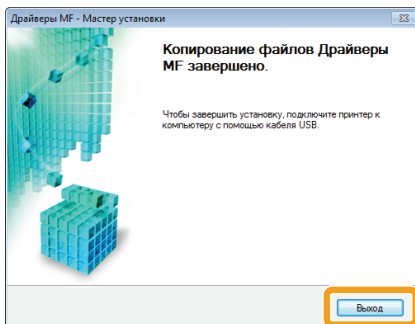 Драйверы MF - Мастер установки
Копирование файлов Драйверы
MF завершено.
Чтобы завершить установку, подключите принтер к
компьютеру с помощью кабеля USB.
Выход